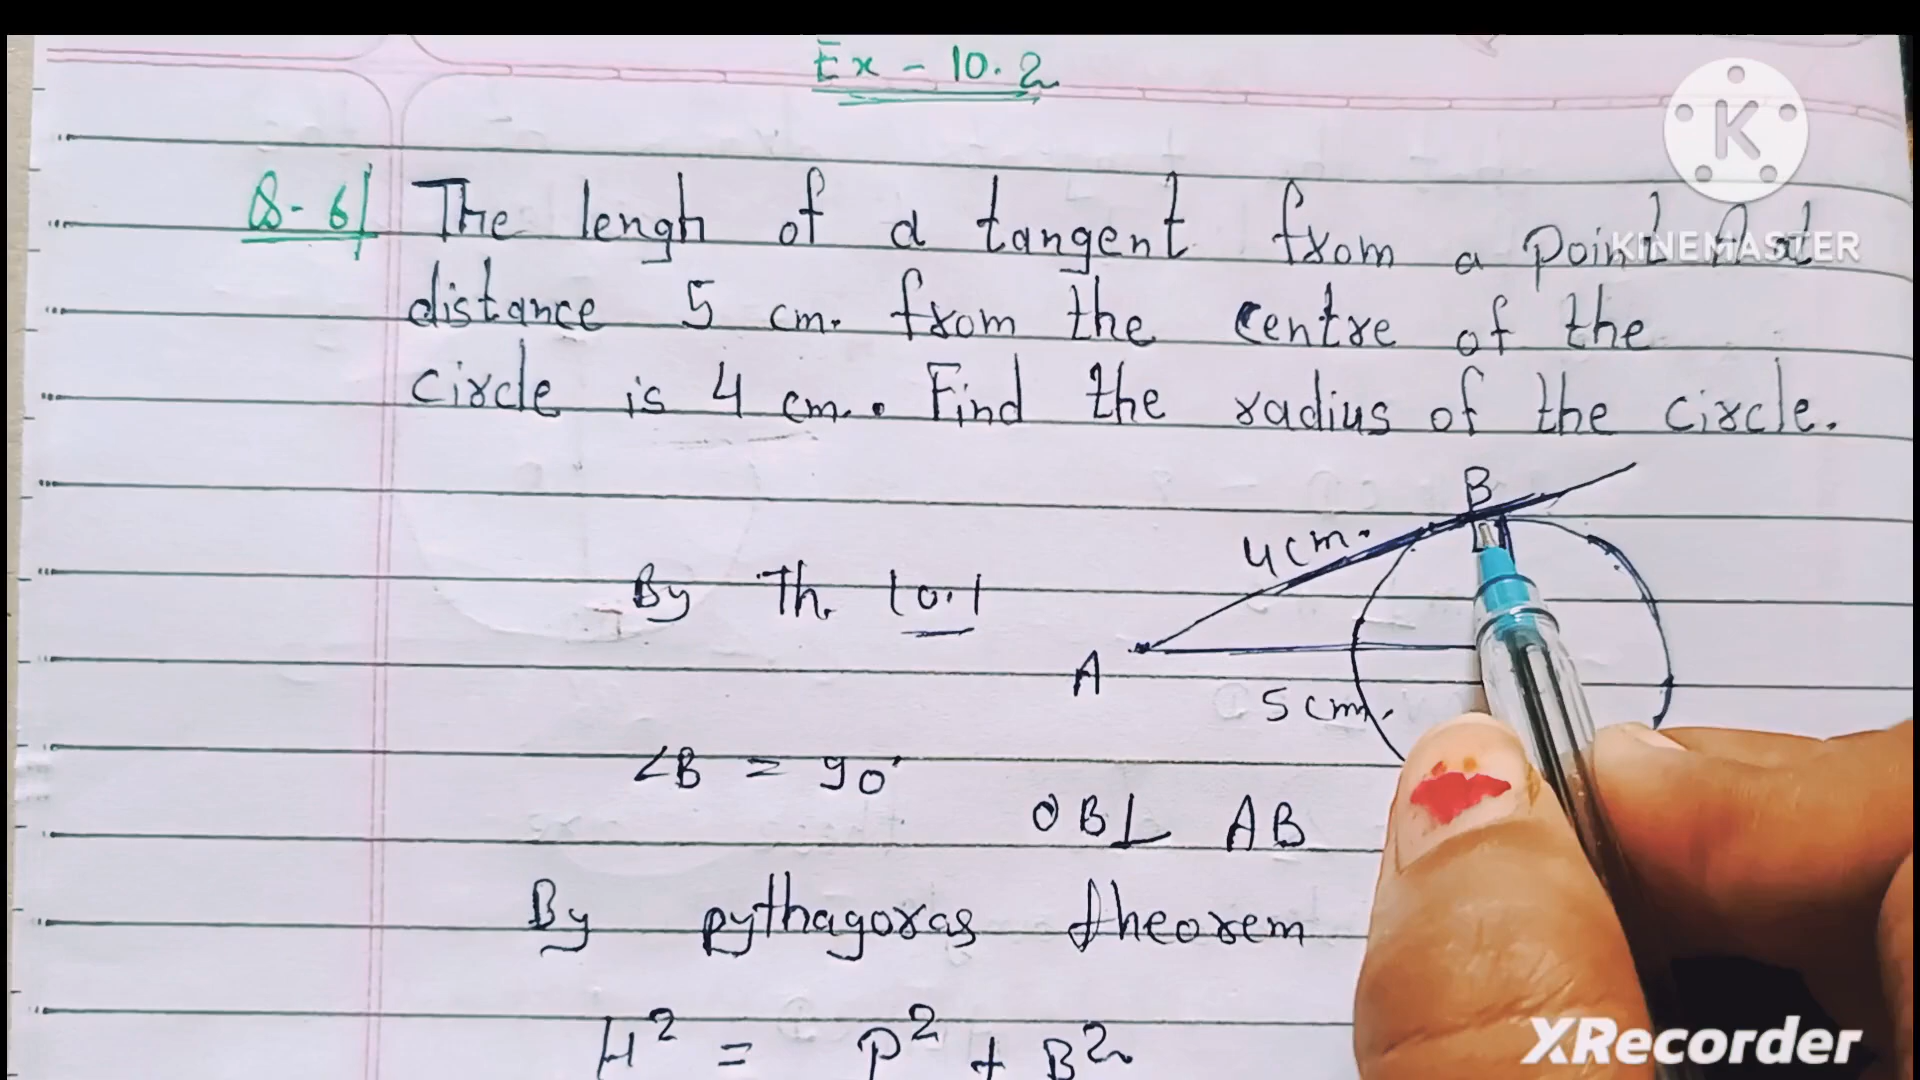 Ex - 10.2
Q-6| The lengh of a tangent from a point A at
distance 5 cm. from the centre of the
circle is 4 cm. Find the radius of the circle.
B
4cm.
By Th. 10.1
A
5cm.
∠B = 90°
OB⊥ AB
By pythagoras theorem
H² = P² + B²
K
KINEMASTER
XRecorder